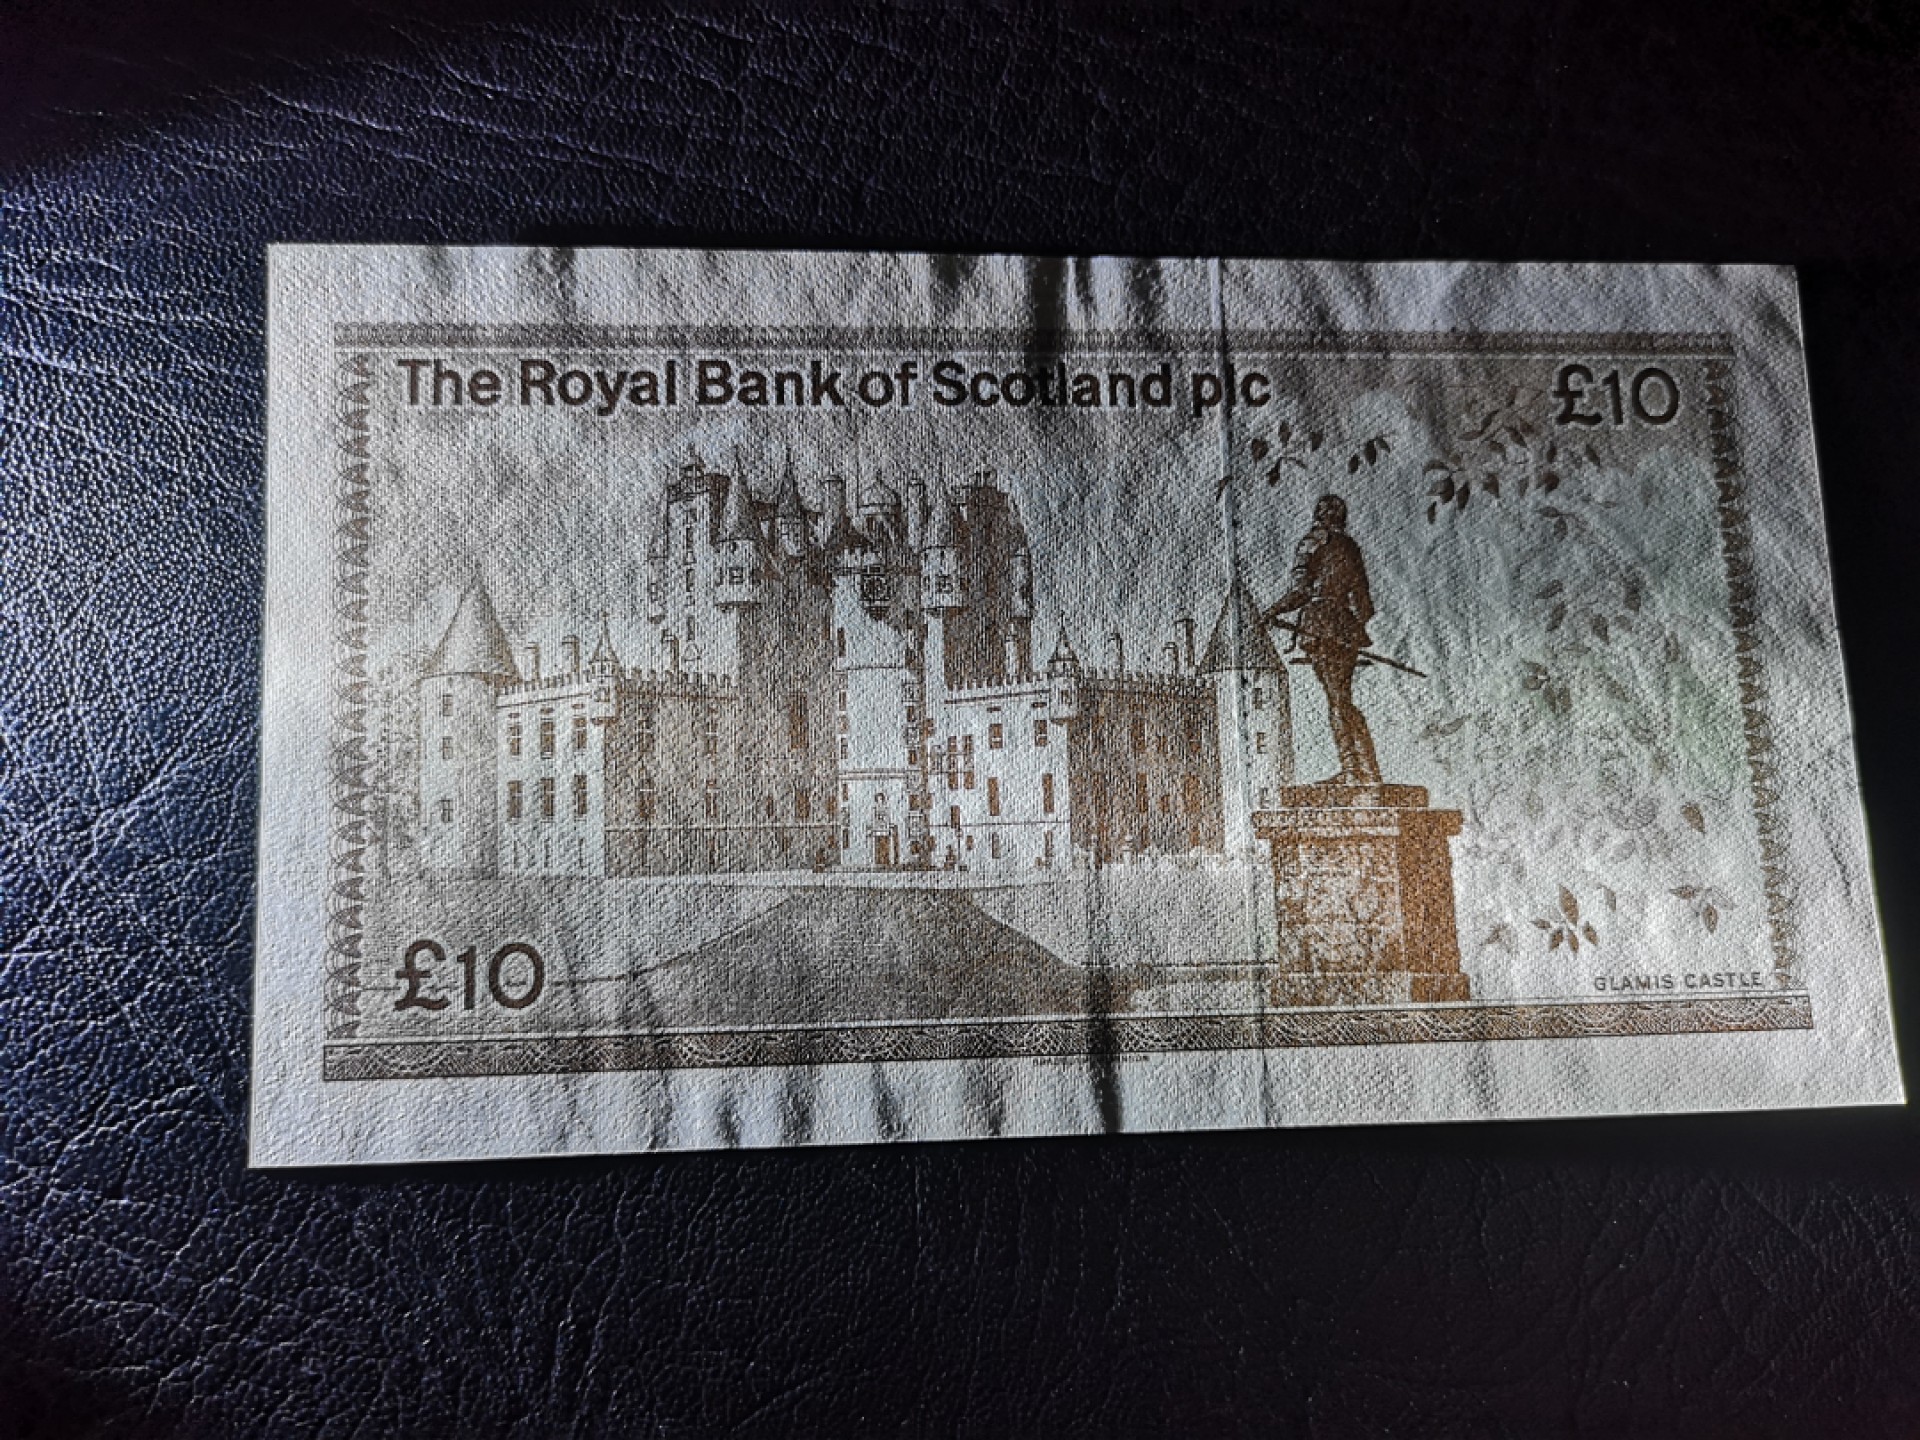 The Royal Bank of Scotland plc
£10
£10
GLAMIS CASTLE